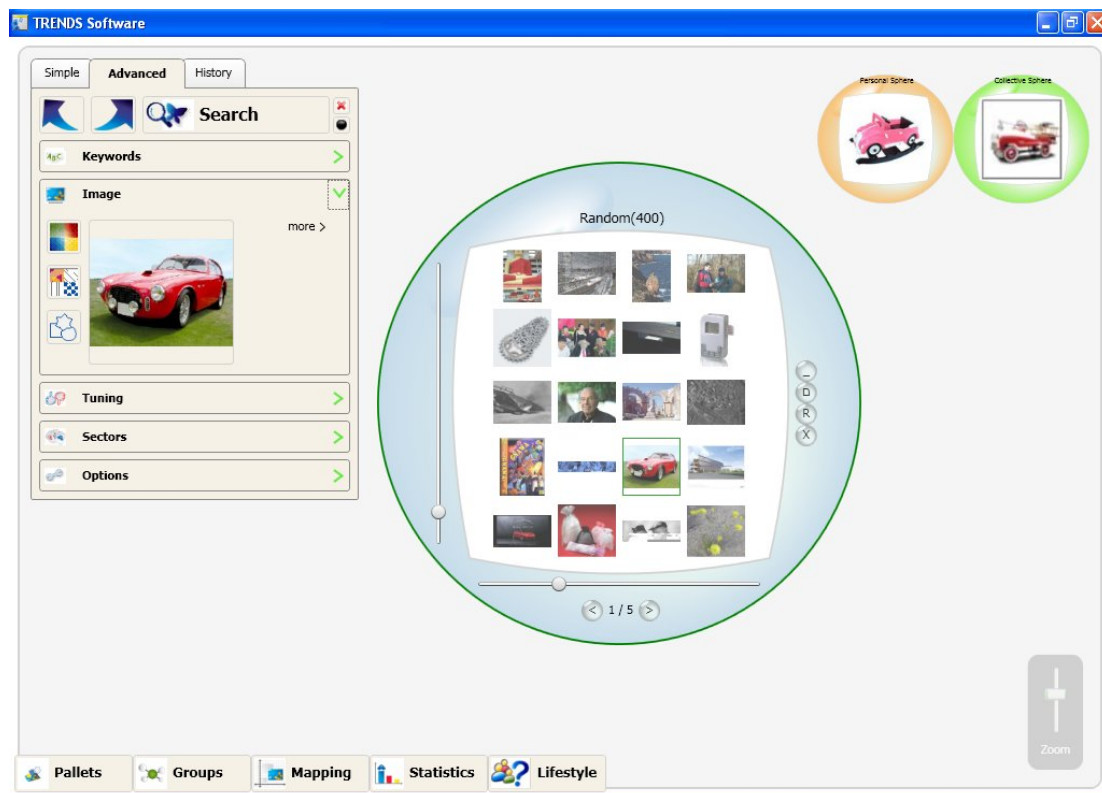 TRENDS Software
Simple
Advanced
History
Search
AgC
Keywords
Image
more >
Tuning
Sectors
Options
Personal Sphere
Collective Sphere
Random(400)
_
D
R
X
< 1 / 5 >
Zoom
Pallets
Groups
Mapping
Statistics
Lifestyle